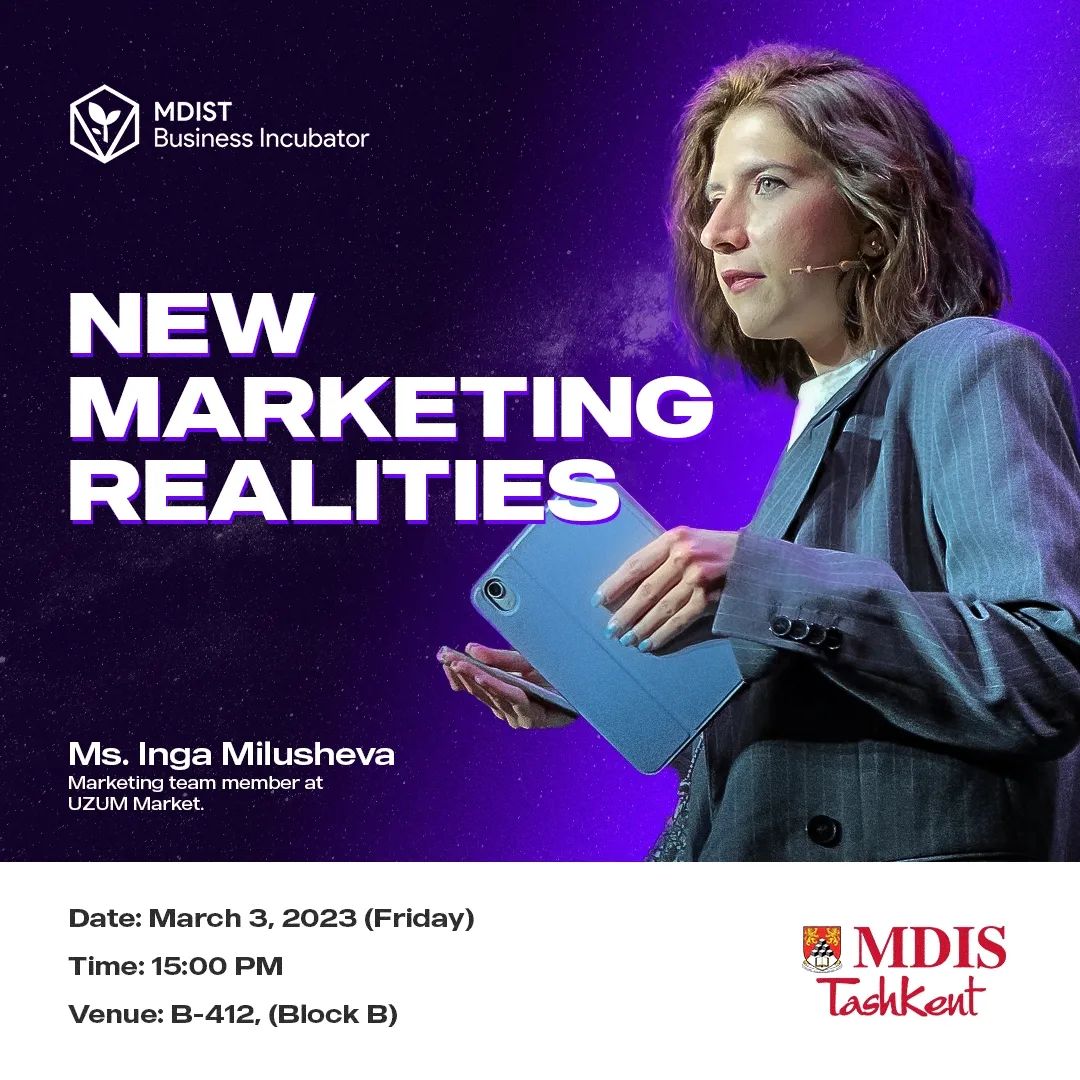 MDIST
Business Incubator
NEW
MARKETING
REALITIES
Ms. Inga Milusheva
Marketing team member at
UZUM Market.
Date: March 3, 2023 (Friday)
Time: 15:00 PM
Venue: B-412, (Block B)
MDIS
Tashkent